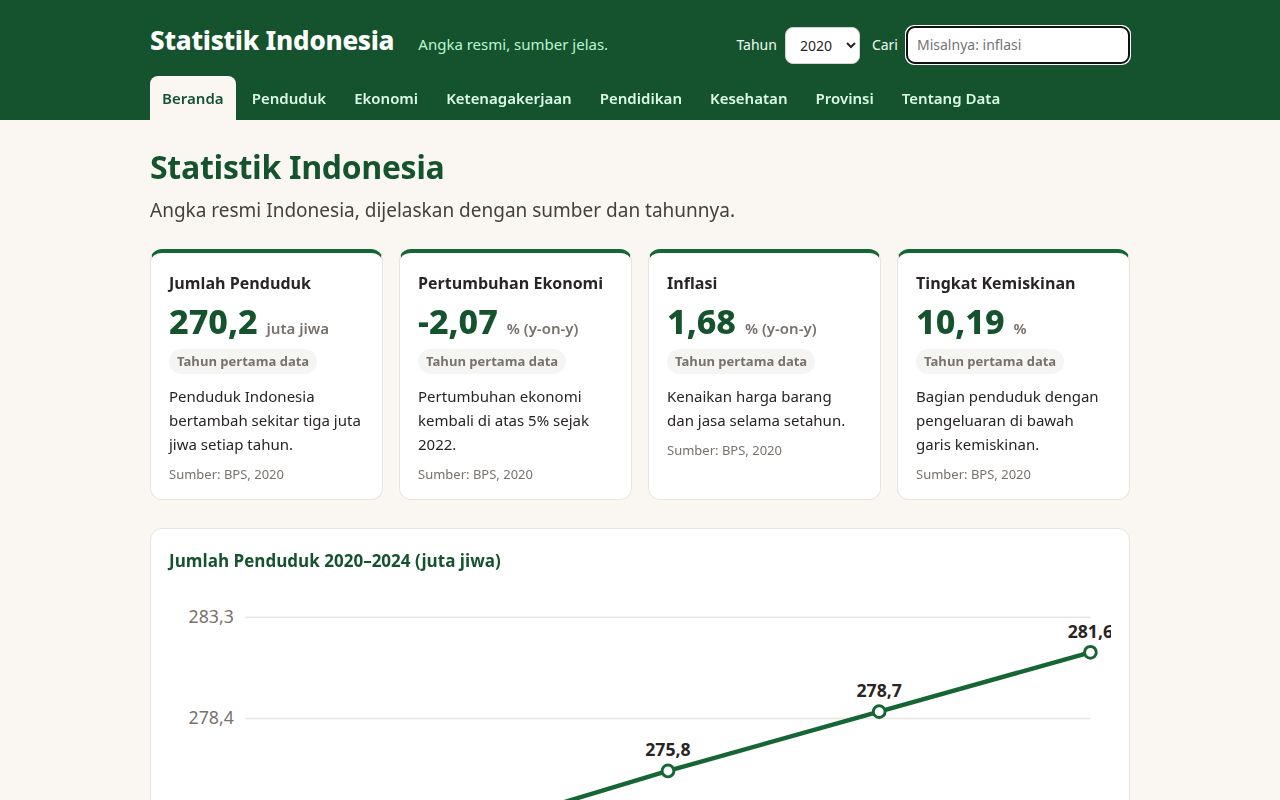 Statistik Indonesia
Angka resmi, sumber jelas.
Tahun
2020
Cari
Misalnya: inflasi
Beranda
Penduduk
Ekonomi
Ketenagakerjaan
Pendidikan
Kesehatan
Provinsi
Tentang Data
Statistik Indonesia
Angka resmi Indonesia, dijelaskan dengan sumber dan tahunnya.
Jumlah Penduduk
270,2 juta jiwa
Tahun pertama data
Penduduk Indonesia
bertambah sekitar tiga juta
jiwa setiap tahun.
Sumber: BPS, 2020
Pertumbuhan Ekonomi
-2,07 % (y-on-y)
Tahun pertama data
Pertumbuhan ekonomi
kembali di atas 5% sejak
2022.
Sumber: BPS, 2020
Inflasi
1,68 % (y-on-y)
Tahun pertama data
Kenaikan harga barang
dan jasa selama setahun.
Sumber: BPS, 2020
Tingkat Kemiskinan
10,19 %
Tahun pertama data
Bagian penduduk dengan
pengeluaran di bawah
garis kemiskinan.
Sumber: BPS, 2020
Jumlah Penduduk 2020–2024 (juta jiwa)
283,3
281,6
278,7
278,4
275,8